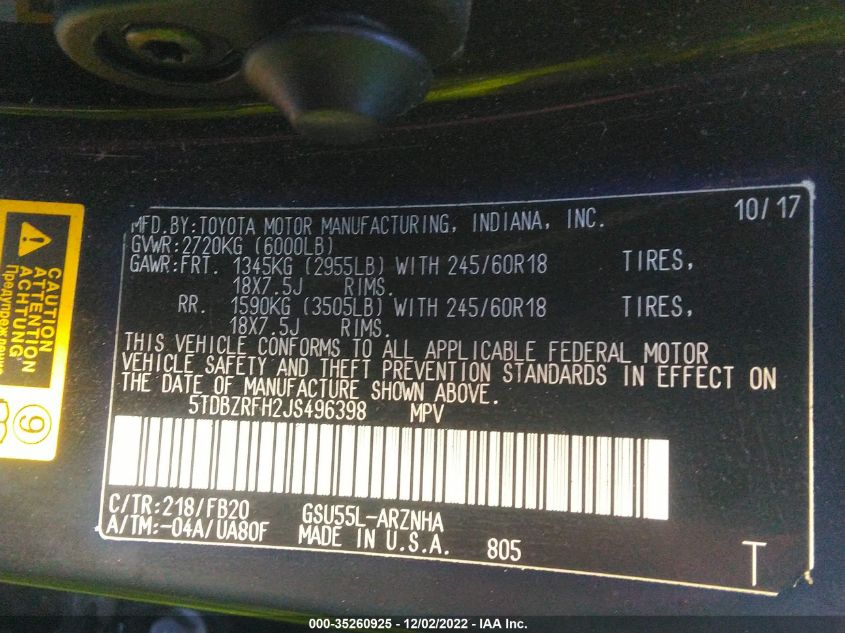 MFD.BY:TOYOTA MOTOR MANUFACTURING, INDIANA, INC. 10/17
GVWR:2720KG (6000LB)
GAWR:FRT. 1345KG (2955LB) WITH 245/60R18 TIRES,
18X7.5J RIMS.
RR. 1590KG (3505LB) WITH 245/60R18 TIRES,
18X7.5J RIMS.
THIS VEHICLE CONFORMS TO ALL APPLICABLE FEDERAL MOTOR
VEHICLE SAFETY AND THEFT PREVENTION STANDARDS IN EFFECT ON
THE DATE OF MANUFACTURE SHOWN ABOVE.
5TDBZRFH2JS496398 MPV
C/TR:218/FB20 GSU55L-ARZNHA
A/TM:-04A/UA80F MADE IN U.S.A. 805
T
CAUTION
ATTENTION
ACHTUNG
9
000-35260925 - 12/02/2022 - IAA Inc.